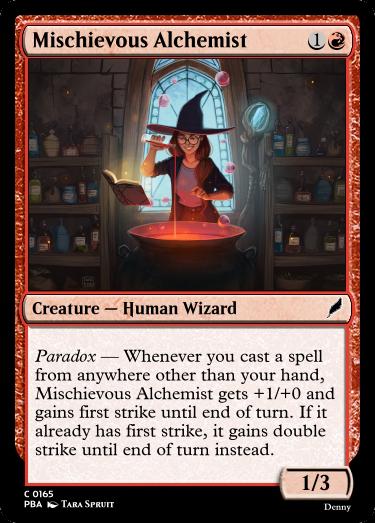 Mischievous Alchemist 1
Creature — Human Wizard
Paradox — Whenever you cast a spell
from anywhere other than your hand,
Mischievous Alchemist gets +1/+0 and
gains first strike until end of turn. If it
already has first strike, it gains double
strike until end of turn instead.
1/3
C 0165
PBA Tara Spruit
Denny